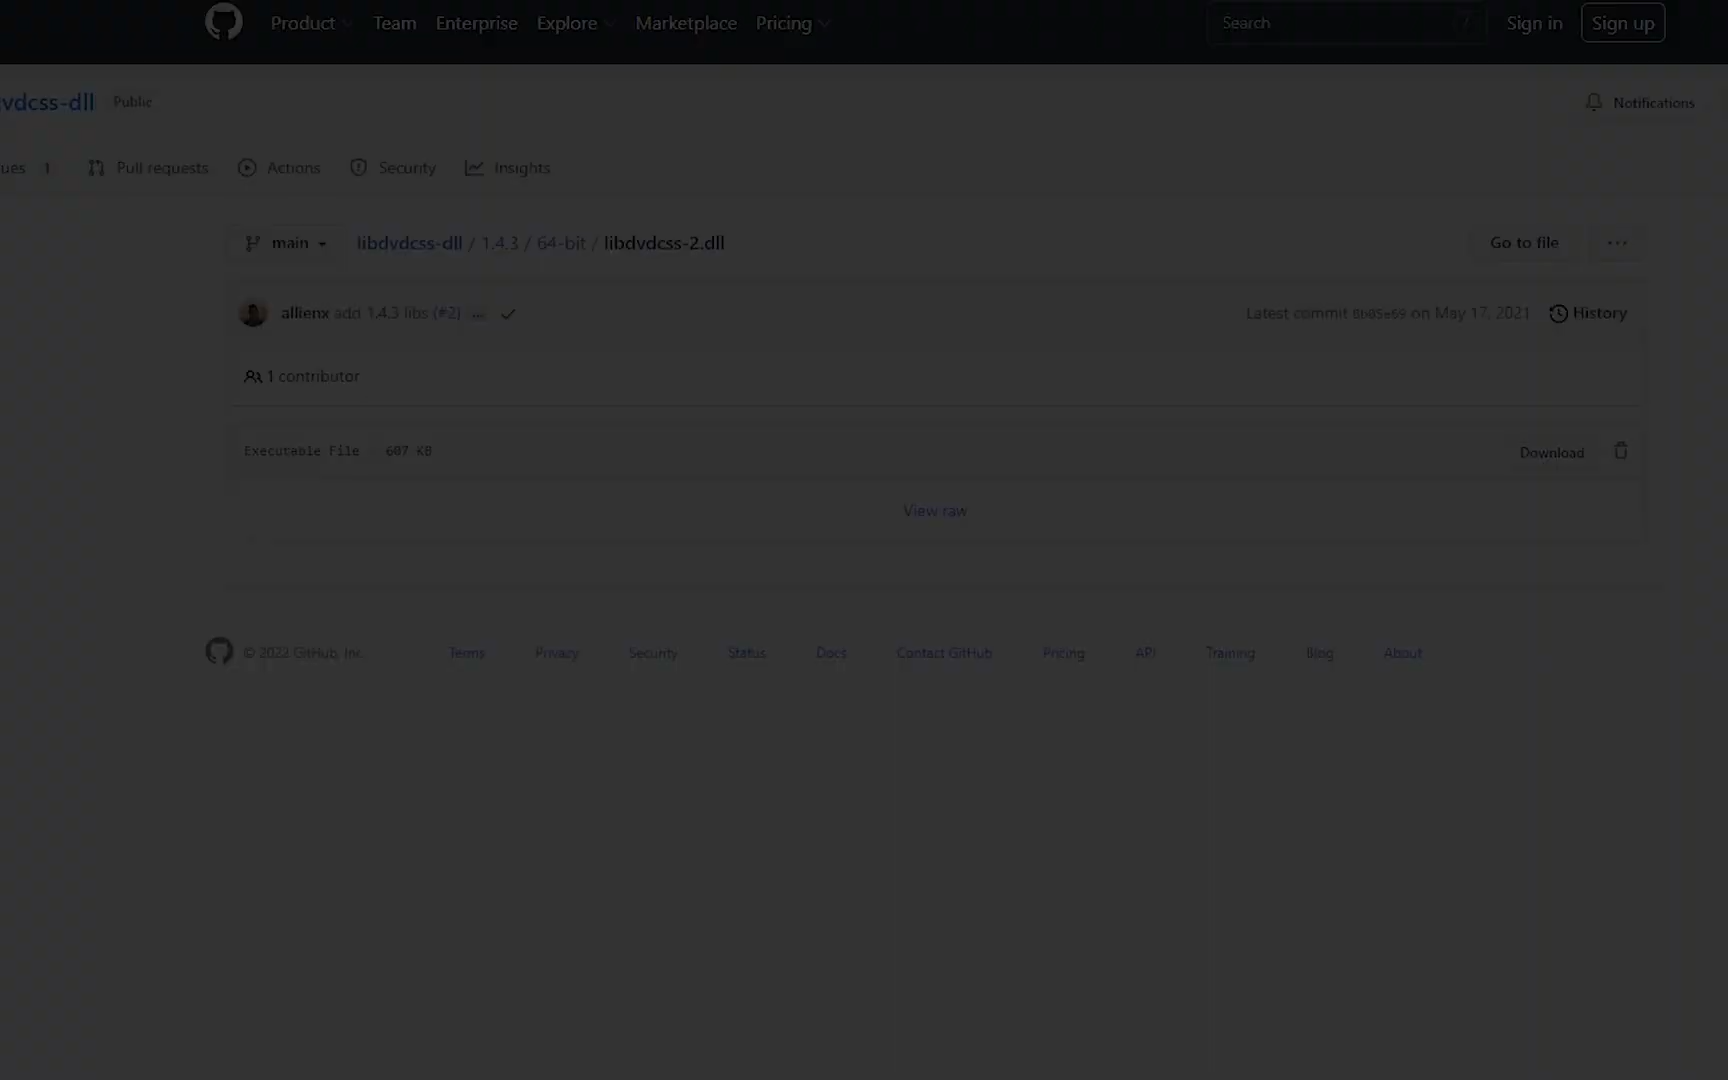 Product Team Enterprise Explore Marketplace Pricing Search / Sign in Sign up
vdcss-dll Public Notifications
ues 1 Pull requests Actions Security Insights
main libdvdcss-dll / 1.4.3 / 64-bit / libdvdcss-2.dll Go to file ...
allienx add 1.4.3 libs (#2) ... Latest commit 8b05e69 on May 17, 2021 History
1 contributor
Executable File 607 KB Download
View raw
© 2022 GitHub, Inc. Terms Privacy Security Status Docs Contact GitHub Pricing API Training Blog About